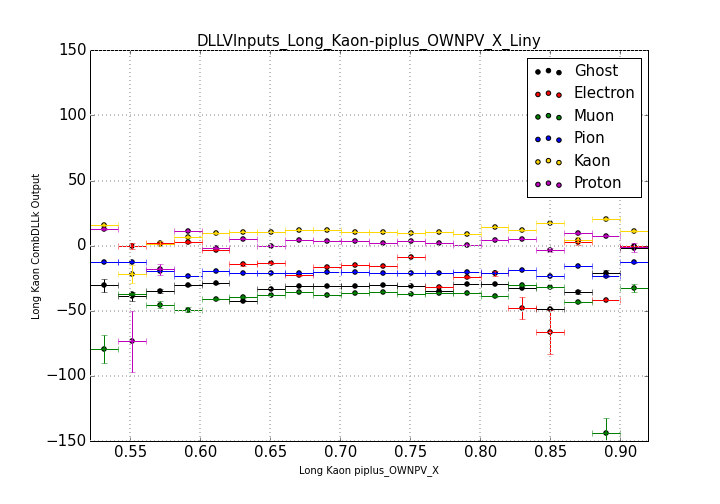 DLLVInputs_Long_Kaon-piplus_OWNPV_X_Liny
150
100
50
0
−50
−100
−150
Long Kaon CombDLLk Output
Ghost
Electron
Muon
Pion
Kaon
Proton
0.55 0.60 0.65 0.70 0.75 0.80 0.85 0.90
Long Kaon piplus_OWNPV_X